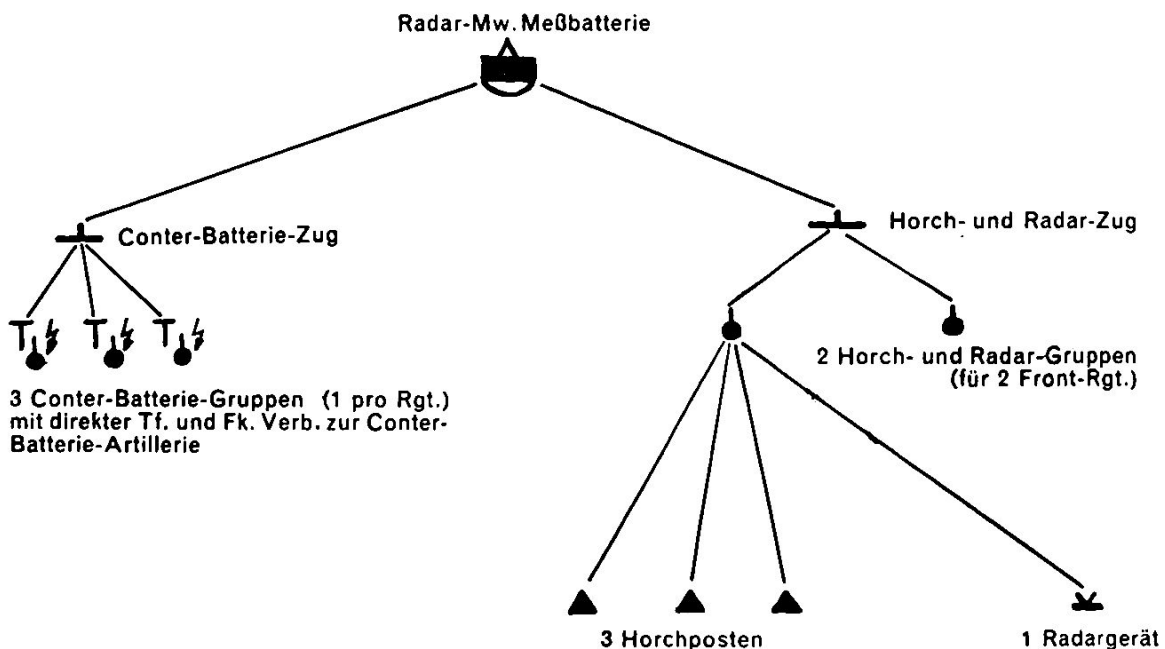 Radar-Mw. Meßbatterie
Conter-Batterie-Zug
Horch- und Radar-Zug
2 Horch- und Radar-Gruppen
(für 2 Front-Rgt.)
3 Conter-Batterie-Gruppen (1 pro Rgt.)
mit direkter Tf. und Fk. Verb. zur Conter-
Batterie-Artillerie
3 Horchposten
1 Radargerät